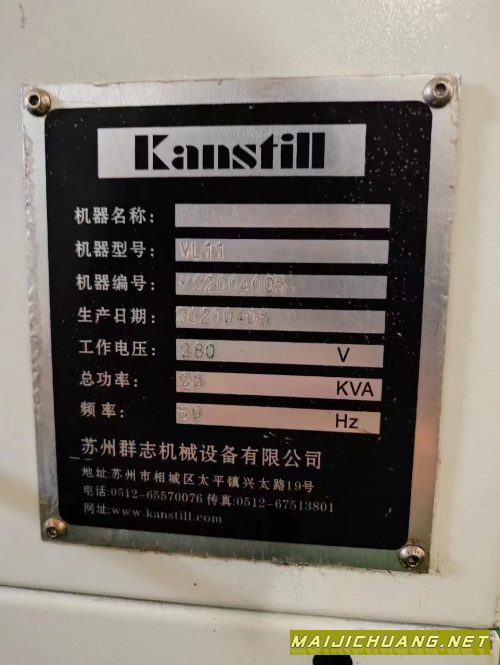 Kanstill
机器名称:
机器型号: VL11
机器编号: VS2004005
生产日期: 20200405
工作电压: 380 V
总功率: 25 KVA
频率: 50 Hz
苏州群志机械设备有限公司
地址:苏州市相城区太平镇兴太路19号
电话:0512-65570076 传真:0512-67513801
网址:www.kanstill.com
MAIJICHUANG.NET